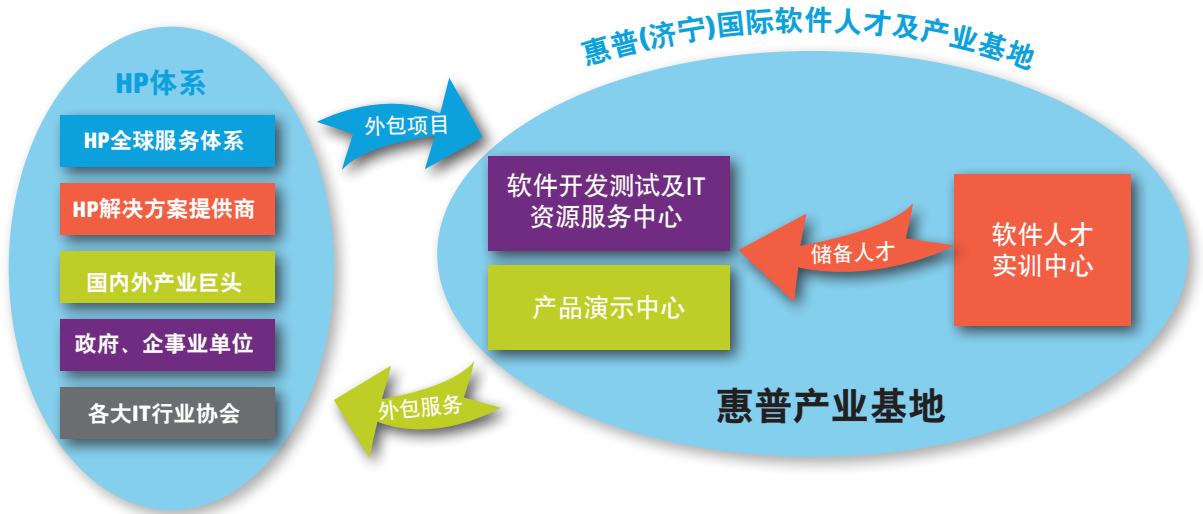 HP体系
HP全球服务体系
HP解决方案提供商
国内外产业巨头
政府、企事业单位
各大IT行业协会
外包项目
外包服务
惠普(济宁)国际软件人才及产业基地
软件开发测试及IT
资源服务中心
产品演示中心
储备人才
软件人才
实训中心
惠普产业基地